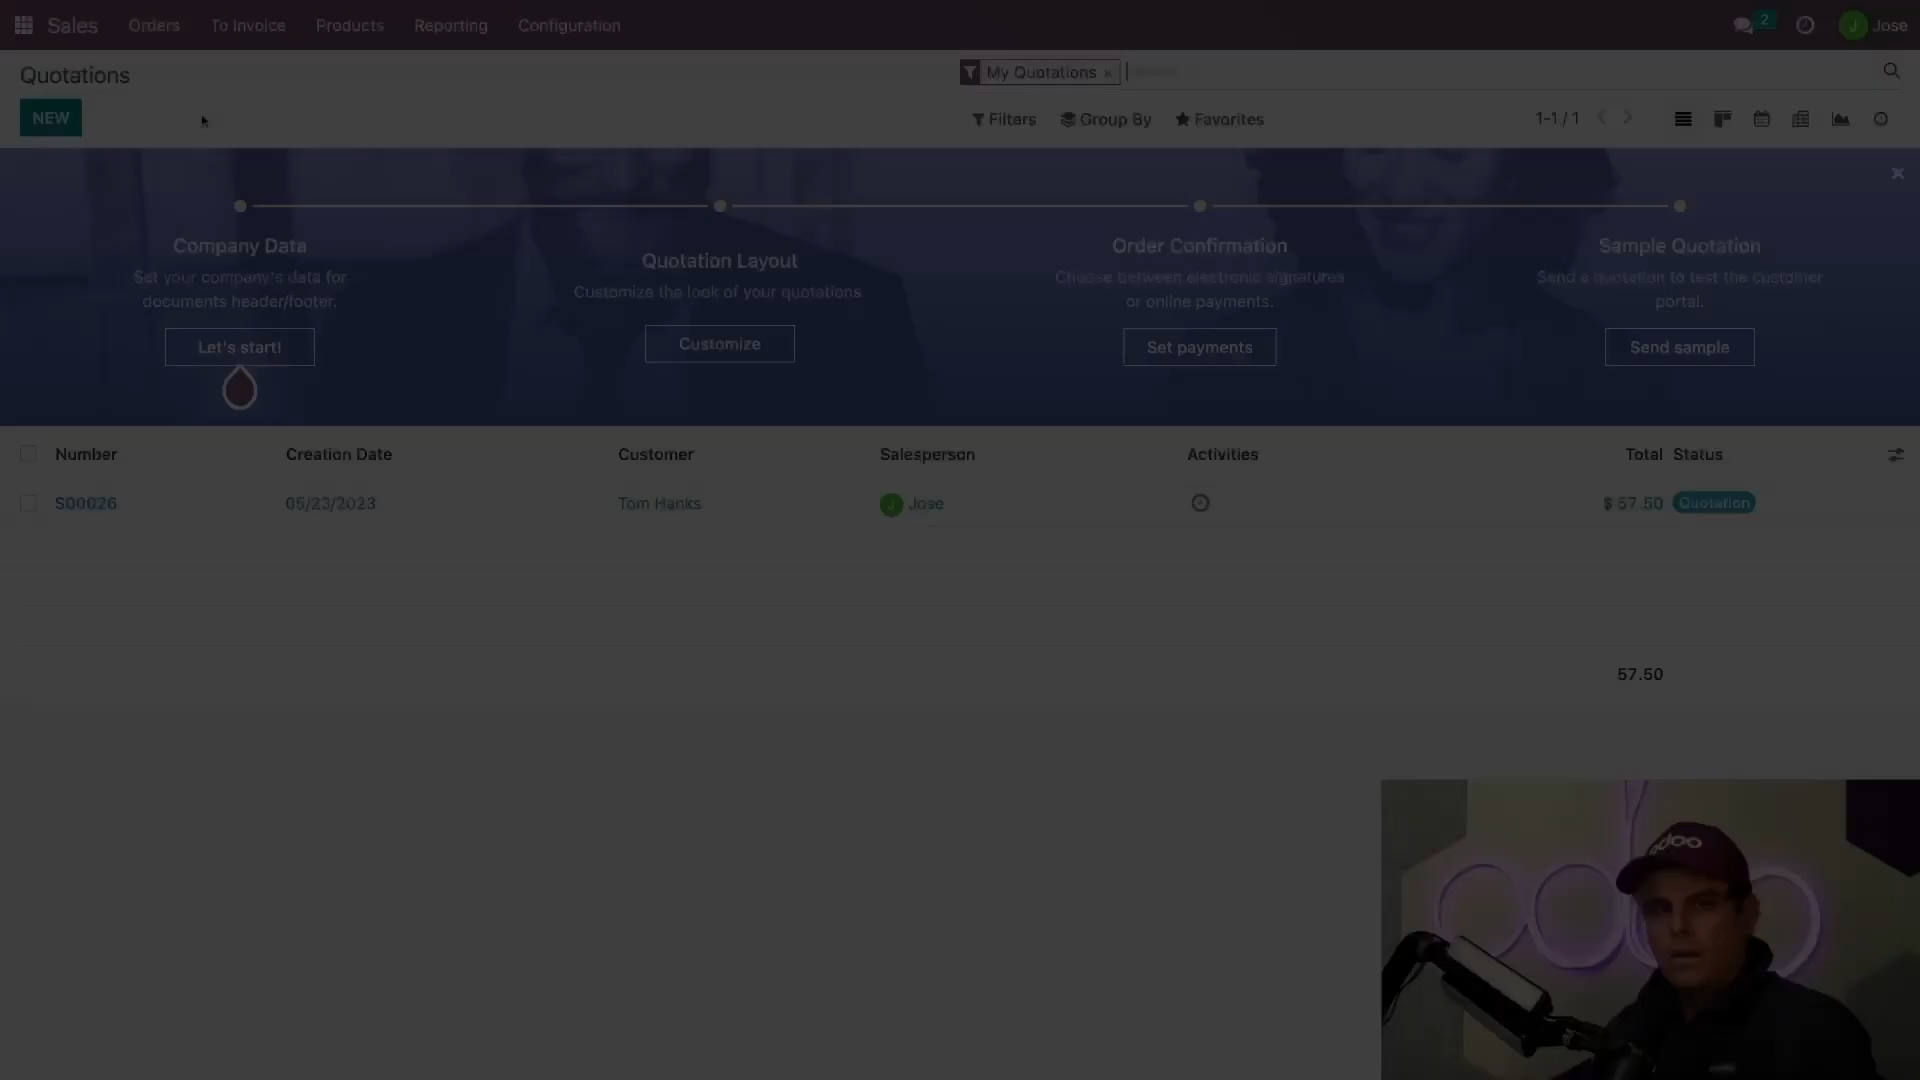 Sales Orders To Invoice Products Reporting Configuration 2 J Jose
Quotations
My Quotations ×
NEW
Filters Group By Favorites 1-1 / 1
Company Data
Set your company's data for
documents header/footer.
Let's start!
Quotation Layout
Customize the look of your quotations
Customize
Order Confirmation
Choose between electronic signatures
or online payments.
Set payments
Sample Quotation
Send a quotation to test the customer
portal.
Send sample
Number Creation Date Customer Salesperson Activities Total Status
S00026 05/23/2023 Tom Hanks J Jose $ 57.50 Quotation
57.50
odoo
odoo